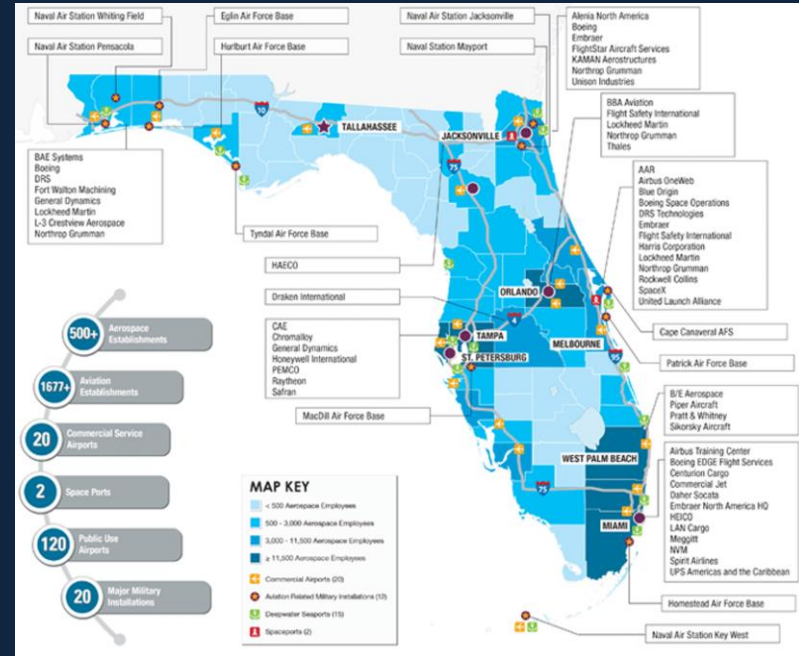 Naval Air Station Whiting Field
Eglin Air Force Base
Naval Air Station Jacksonville
Naval Air Station Pensacola
Hurlburt Air Force Base
Naval Station Mayport
Alenia North America
Boeing
Embraer
FlightStar Aircraft Services
KAMAN Aerostructures
Northrop Grumman
Unison Industries
BBA Aviation
Flight Safety International
Lockheed Martin
Northrop Grumman
Thales
10
TALLAHASSEE
JACKSONVILLE
75
BAE Systems
Boeing
DRS
Fort Walton Machining
General Dynamics
Lockheed Martin
L-3 Crestview Aerospace
Northrop Grumman
Tyndal Air Force Base
AAR
Airbus OneWeb
Blue Origin
Boeing Space Operations
DRS Technologies
Embraer
Flight Safety International
Harris Corporation
Lockheed Martin
Northrop Grumman
Rockwell Collins
SpaceX
United Launch Alliance
HAECO
Draken International
ORLANDO
4
CAE
Chromalloy
General Dynamics
Honeywell International
PEMCO
Raytheon
Safran
TAMPA
ST. PETERSBURG
MELBOURNE
95
Cape Canaveral AFS
Patrick Air Force Base
MacDill Air Force Base
B/E Aerospace
Piper Aircraft
Pratt & Whitney
Sikorsky Aircraft
WEST PALM BEACH
75
MIAMI
Airbus Training Center
Boeing EDGE Flight Services
Centurion Cargo
Commercial Jet
Daher Socata
Embraer North America HQ
HEICO
LAN Cargo
Meggitt
NVM
Spirit Airlines
UPS Americas and the Caribbean
Homestead Air Force Base
Naval Air Station Key West
500+
Aerospace
Establishments
1677+
Aviation
Establishments
20
Commercial Service
Airports
2
Space Ports
120
Public Use
Airports
20
Major Military
Installations
MAP KEY
< 500 Aerospace Employees
500 - 3,000 Aerospace Employees
3,000 - 11,500 Aerospace Employees
≥ 11,500 Aerospace Employees
Commercial Airports (20)
Aviation Related Military Installations
Deepwater Seaports (15)
Spaceports (2)